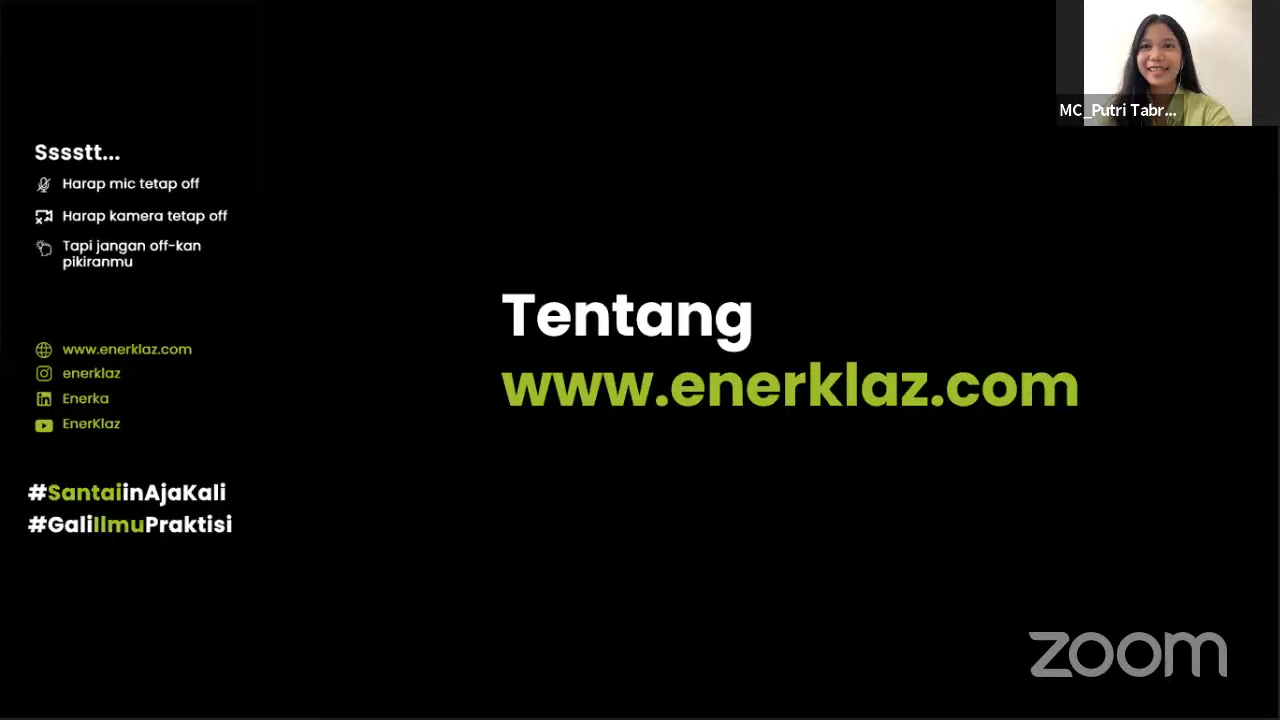 MC_Putri Tabr...
Sssstt...
Harap mic tetap off
Harap kamera tetap off
Tapi jangan off-kan
pikiranmu
www.enerklaz.com
enerklaz
Enerka
EnerKlaz
#SantaiinAjaKali
#GaliIlmuPraktisi
Tentang
www.enerklaz.com
zoom